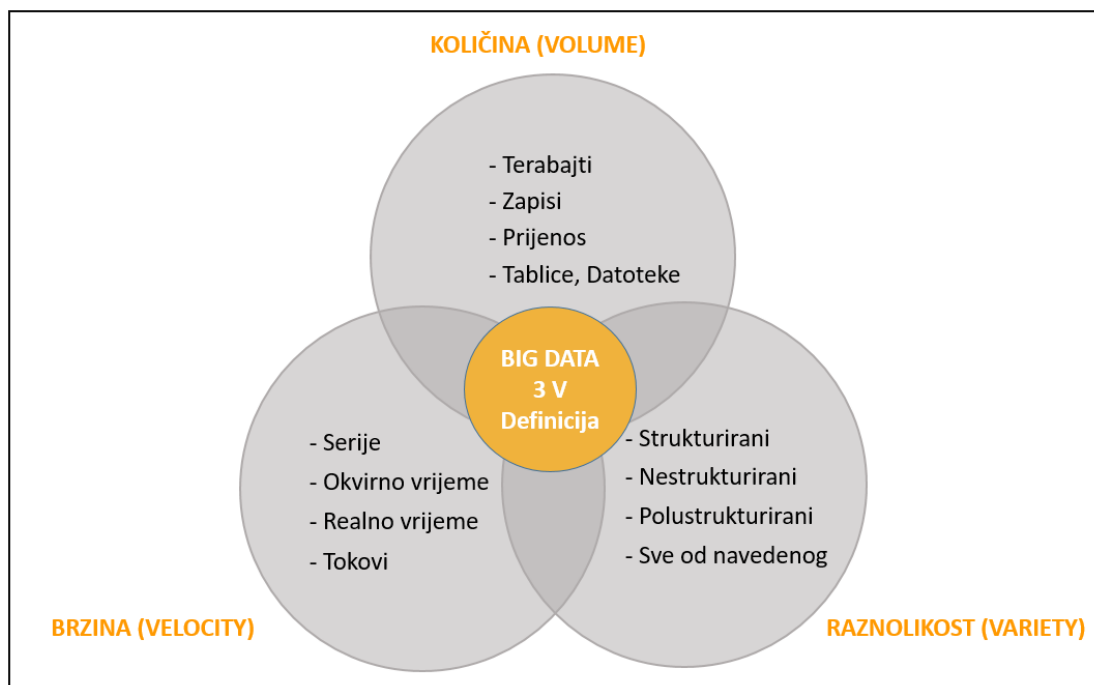 KOLIČINA (VOLUME)
- Terabajti
- Zapisi
- Prijenos
- Tablice, Datoteke
BIG DATA
3 V
Definicija
- Serije
- Okvirno vrijeme
- Realno vrijeme
- Tokovi
- Strukturirani
- Nestrukturirani
- Polustrukturirani
- Sve od navedenog
BRZINA (VELOCITY)
RAZNOLIKOST (VARIETY)